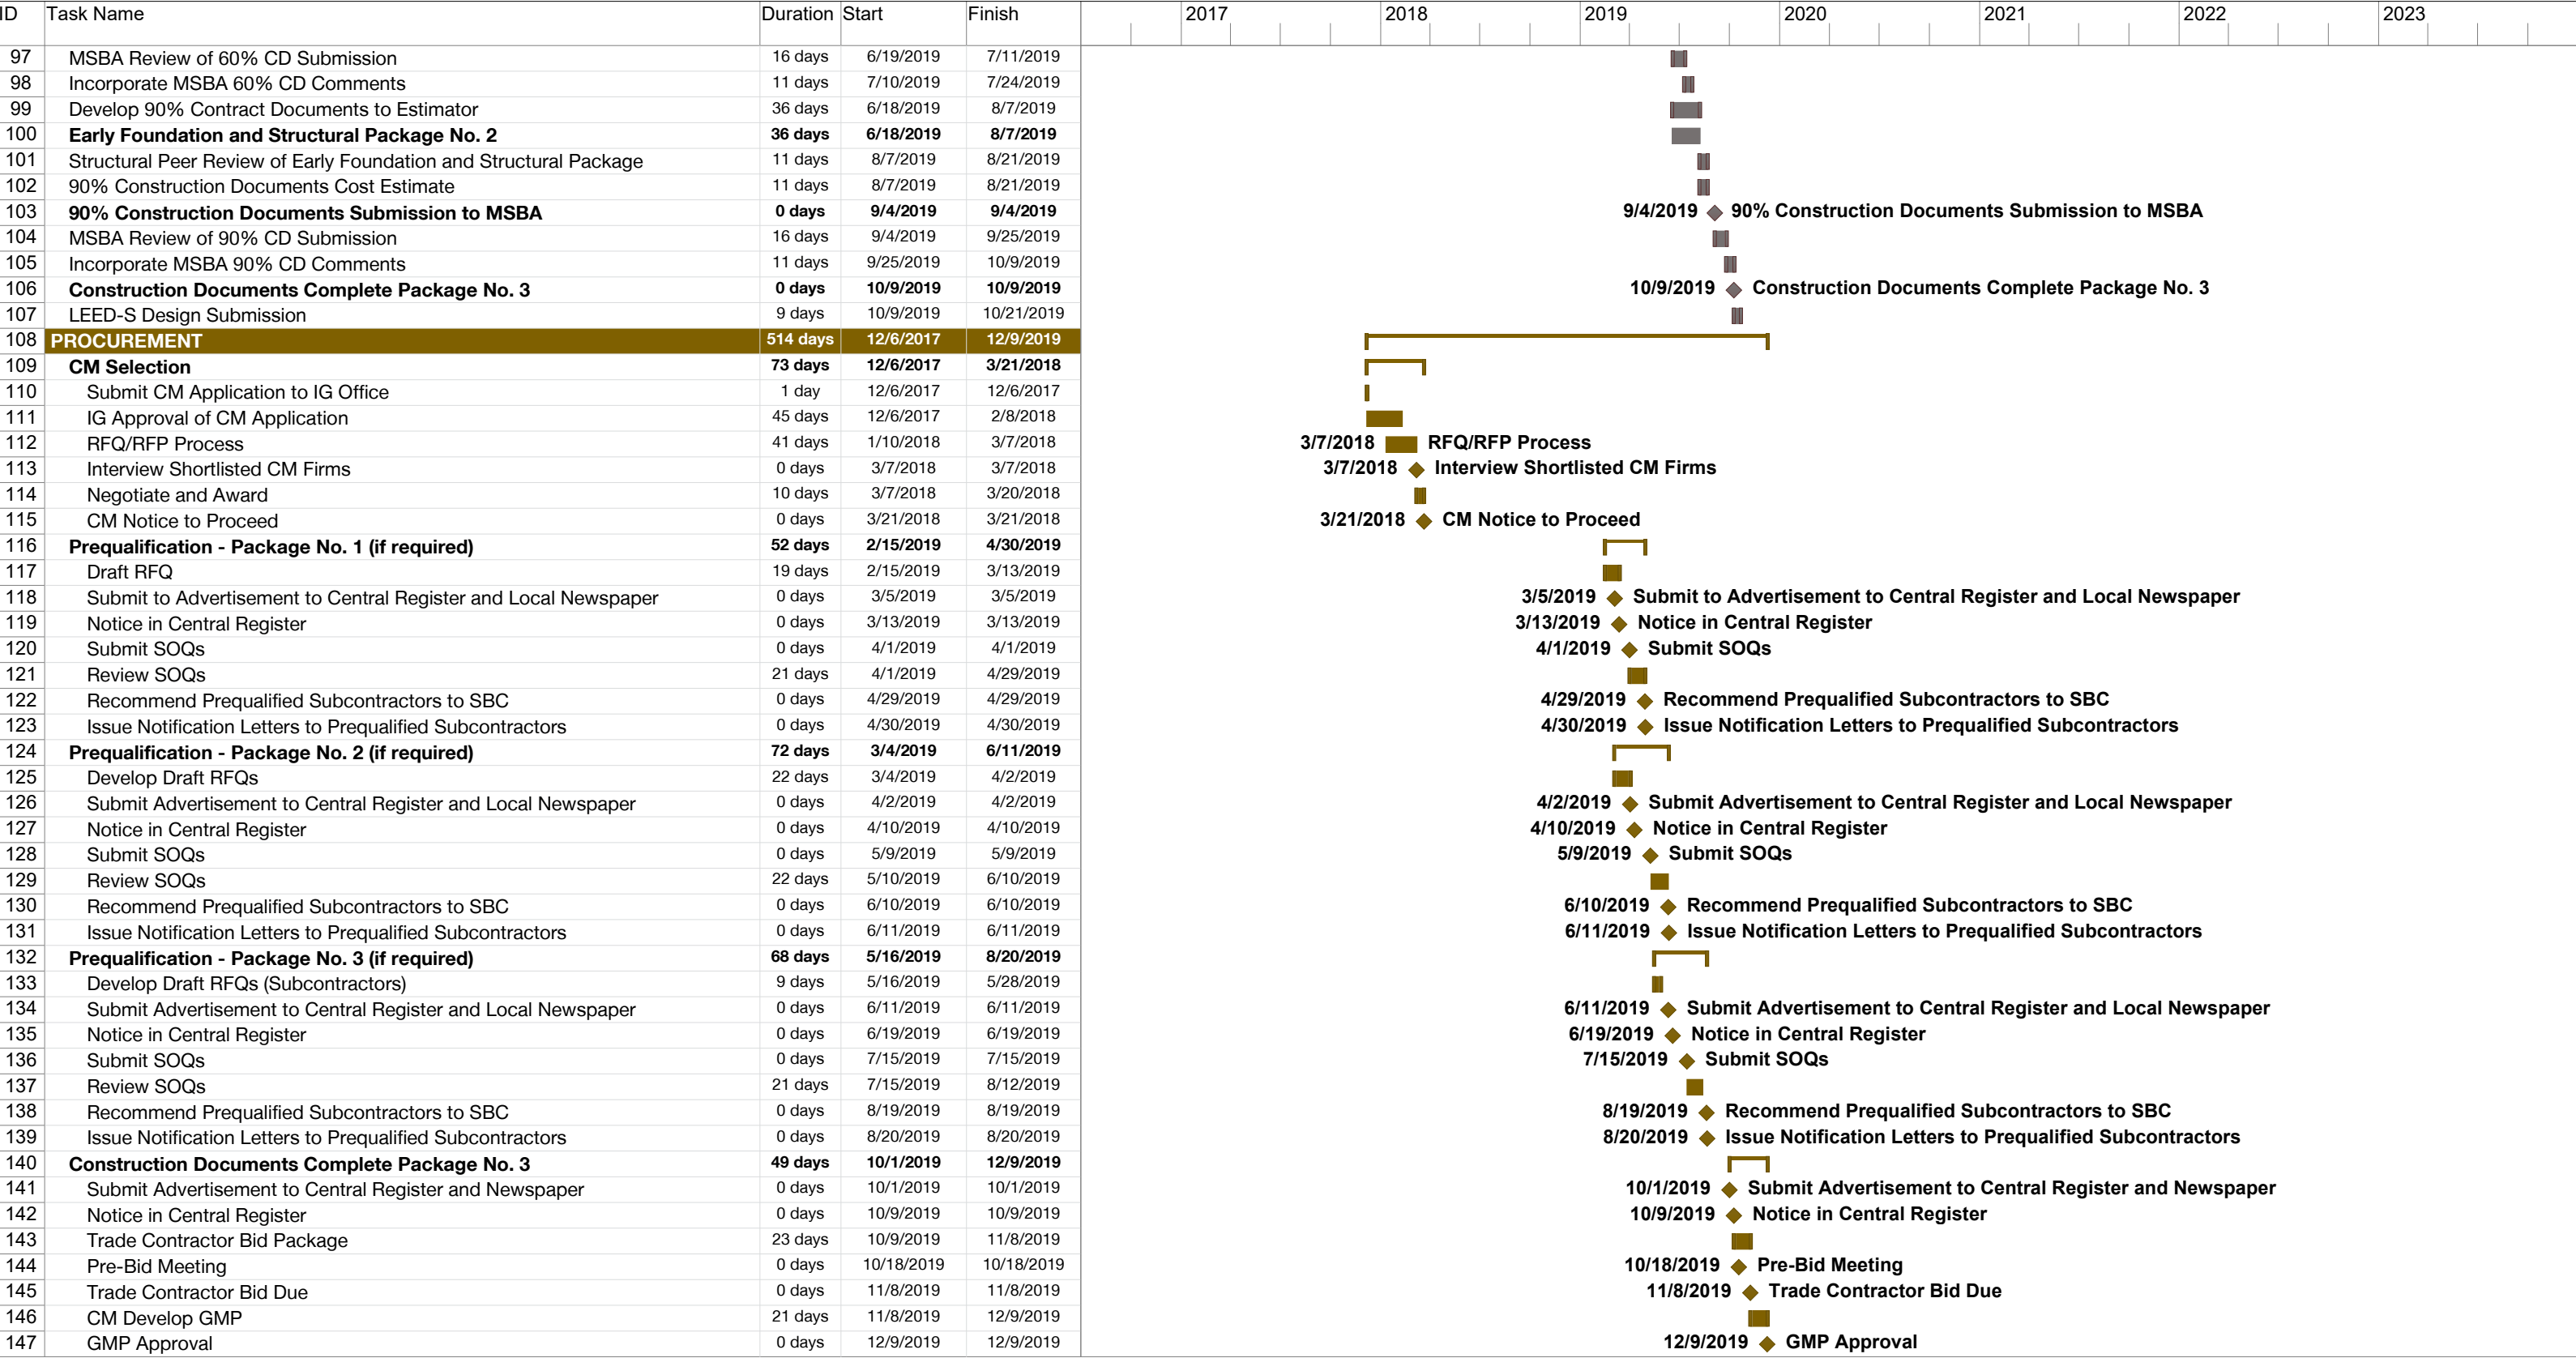 ID Task Name Duration Start Finish 2017 2018 2019 2020 2021 2022 2023
97 MSBA Review of 60% CD Submission 16 days 6/19/2019 7/11/2019
98 Incorporate MSBA 60% CD Comments 11 days 7/10/2019 7/24/2019
99 Develop 90% Contract Documents to Estimator 36 days 6/18/2019 8/7/2019
100 Early Foundation and Structural Package No. 2 36 days 6/18/2019 8/7/2019
101 Structural Peer Review of Early Foundation and Structural Package 11 days 8/7/2019 8/21/2019
102 90% Construction Documents Cost Estimate 11 days 8/7/2019 8/21/2019
103 90% Construction Documents Submission to MSBA 0 days 9/4/2019 9/4/2019 9/4/2019 90% Construction Documents Submission to MSBA
104 MSBA Review of 90% CD Submission 16 days 9/4/2019 9/25/2019
105 Incorporate MSBA 90% CD Comments 11 days 9/25/2019 10/9/2019
106 Construction Documents Complete Package No. 3 0 days 10/9/2019 10/9/2019 10/9/2019 Construction Documents Complete Package No. 3
107 LEED-S Design Submission 9 days 10/9/2019 10/21/2019
108 PROCUREMENT 514 days 12/6/2017 12/9/2019
109 CM Selection 73 days 12/6/2017 3/21/2018
110 Submit CM Application to IG Office 1 day 12/6/2017 12/6/2017
111 IG Approval of CM Application 45 days 12/6/2017 2/8/2018
112 RFQ/RFP Process 41 days 1/10/2018 3/7/2018 3/7/2018 RFQ/RFP Process
113 Interview Shortlisted CM Firms 0 days 3/7/2018 3/7/2018 3/7/2018 Interview Shortlisted CM Firms
114 Negotiate and Award 10 days 3/7/2018 3/20/2018
115 CM Notice to Proceed 0 days 3/21/2018 3/21/2018 3/21/2018 CM Notice to Proceed
116 Prequalification - Package No. 1 (if required) 52 days 2/15/2019 4/30/2019
117 Draft RFQ 19 days 2/15/2019 3/13/2019
118 Submit to Advertisement to Central Register and Local Newspaper 0 days 3/5/2019 3/5/2019 3/5/2019 Submit to Advertisement to Central Register and Local Newspaper
119 Notice in Central Register 0 days 3/13/2019 3/13/2019 3/13/2019 Notice in Central Register
120 Submit SOQs 0 days 4/1/2019 4/1/2019 4/1/2019 Submit SOQs
121 Review SOQs 21 days 4/1/2019 4/29/2019
122 Recommend Prequalified Subcontractors to SBC 0 days 4/29/2019 4/29/2019 4/29/2019 Recommend Prequalified Subcontractors to SBC
123 Issue Notification Letters to Prequalified Subcontractors 0 days 4/30/2019 4/30/2019 4/30/2019 Issue Notification Letters to Prequalified Subcontractors
124 Prequalification - Package No. 2 (if required) 72 days 3/4/2019 6/11/2019
125 Develop Draft RFQs 22 days 3/4/2019 4/2/2019
126 Submit Advertisement to Central Register and Local Newspaper 0 days 4/2/2019 4/2/2019 4/2/2019 Submit Advertisement to Central Register and Local Newspaper
127 Notice in Central Register 0 days 4/10/2019 4/10/2019 4/10/2019 Notice in Central Register
128 Submit SOQs 0 days 5/9/2019 5/9/2019 5/9/2019 Submit SOQs
129 Review SOQs 22 days 5/10/2019 6/10/2019
130 Recommend Prequalified Subcontractors to SBC 0 days 6/10/2019 6/10/2019 6/10/2019 Recommend Prequalified Subcontractors to SBC
131 Issue Notification Letters to Prequalified Subcontractors 0 days 6/11/2019 6/11/2019 6/11/2019 Issue Notification Letters to Prequalified Subcontractors
132 Prequalification - Package No. 3 (if required) 68 days 5/16/2019 8/20/2019
133 Develop Draft RFQs (Subcontractors) 9 days 5/16/2019 5/28/2019
134 Submit Advertisement to Central Register and Local Newspaper 0 days 6/11/2019 6/11/2019 6/11/2019 Submit Advertisement to Central Register and Local Newspaper
135 Notice in Central Register 0 days 6/19/2019 6/19/2019 6/19/2019 Notice in Central Register
136 Submit SOQs 0 days 7/15/2019 7/15/2019 7/15/2019 Submit SOQs
137 Review SOQs 21 days 7/15/2019 8/12/2019
138 Recommend Prequalified Subcontractors to SBC 0 days 8/19/2019 8/19/2019 8/19/2019 Recommend Prequalified Subcontractors to SBC
139 Issue Notification Letters to Prequalified Subcontractors 0 days 8/20/2019 8/20/2019 8/20/2019 Issue Notification Letters to Prequalified Subcontractors
140 Construction Documents Complete Package No. 3 49 days 10/1/2019 12/9/2019
141 Submit Advertisement to Central Register and Newspaper 0 days 10/1/2019 10/1/2019 10/1/2019 Submit Advertisement to Central Register and Newspaper
142 Notice in Central Register 0 days 10/9/2019 10/9/2019 10/9/2019 Notice in Central Register
143 Trade Contractor Bid Package 23 days 10/9/2019 11/8/2019
144 Pre-Bid Meeting 0 days 10/18/2019 10/18/2019 10/18/2019 Pre-Bid Meeting
145 Trade Contractor Bid Due 0 days 11/8/2019 11/8/2019 11/8/2019 Trade Contractor Bid Due
146 CM Develop GMP 21 days 11/8/2019 12/9/2019
147 GMP Approval 0 days 12/9/2019 12/9/2019 12/9/2019 GMP Approval